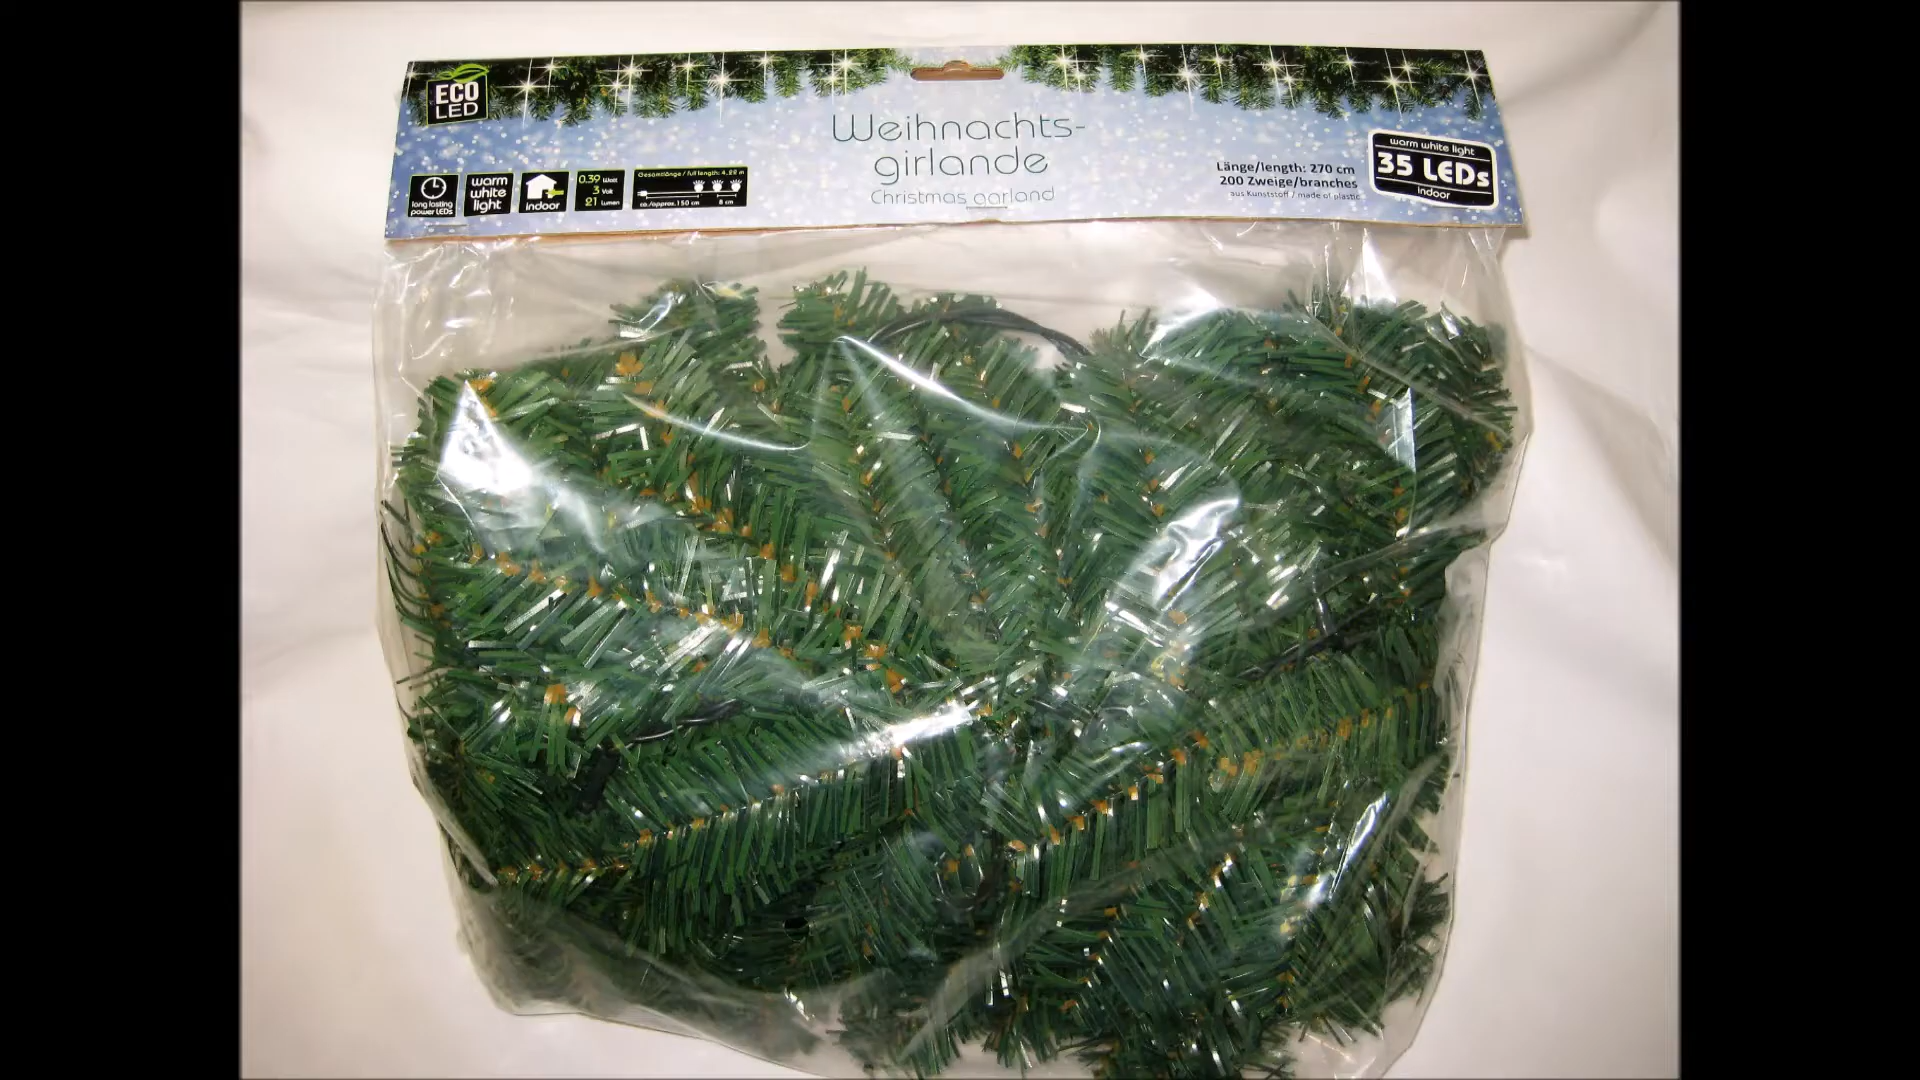 ECO
LED
Weihnachts-
girlande
Christmas garland
long lasting
power LEDs
warm
white
light
indoor
0.39 Watt
3 Volt
21 Lumen
Gesamtlänge / full length: 4,22 m
ca./approx. 150 cm
8 cm
Länge/length: 270 cm
200 Zweige/branches
aus Kunststoff / made of plastic
warm white light
35 LEDs
indoor